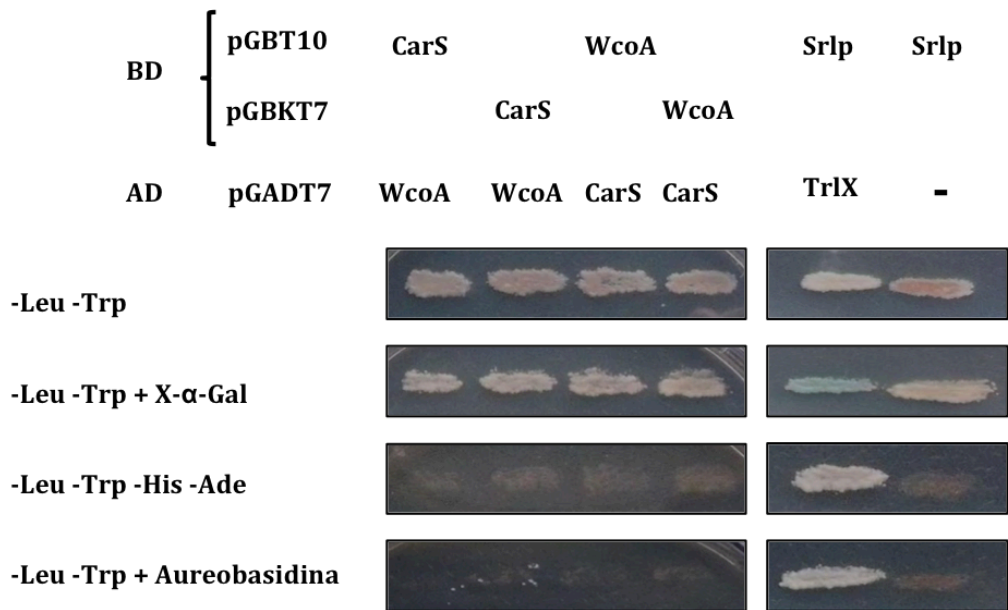 pGBT10 CarS WcoA Srlp Srlp
BD
pGBKT7 CarS WcoA
AD pGADT7 WcoA WcoA CarS CarS TrlX -
-Leu -Trp
-Leu -Trp + X-α-Gal
-Leu -Trp -His -Ade
-Leu -Trp + Aureobasidina